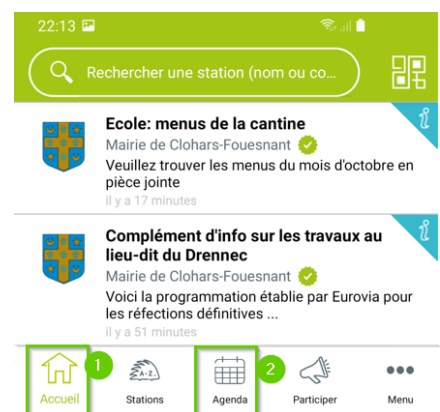 22:13
Rechercher une station (nom ou co...
Ecole: menus de la cantine
Mairie de Clohars-Fouesnant
Veuillez trouver les menus du mois d'octobre en
pièce jointe
il y a 17 minutes
Complément d'info sur les travaux au
lieu-dit du Drennec
Mairie de Clohars-Fouesnant
Voici la programmation établie par Eurovia pour
les réfections définitives ...
il y a 51 minutes
1
A...Z...
2
Accueil
Stations
Agenda
Participer
Menu